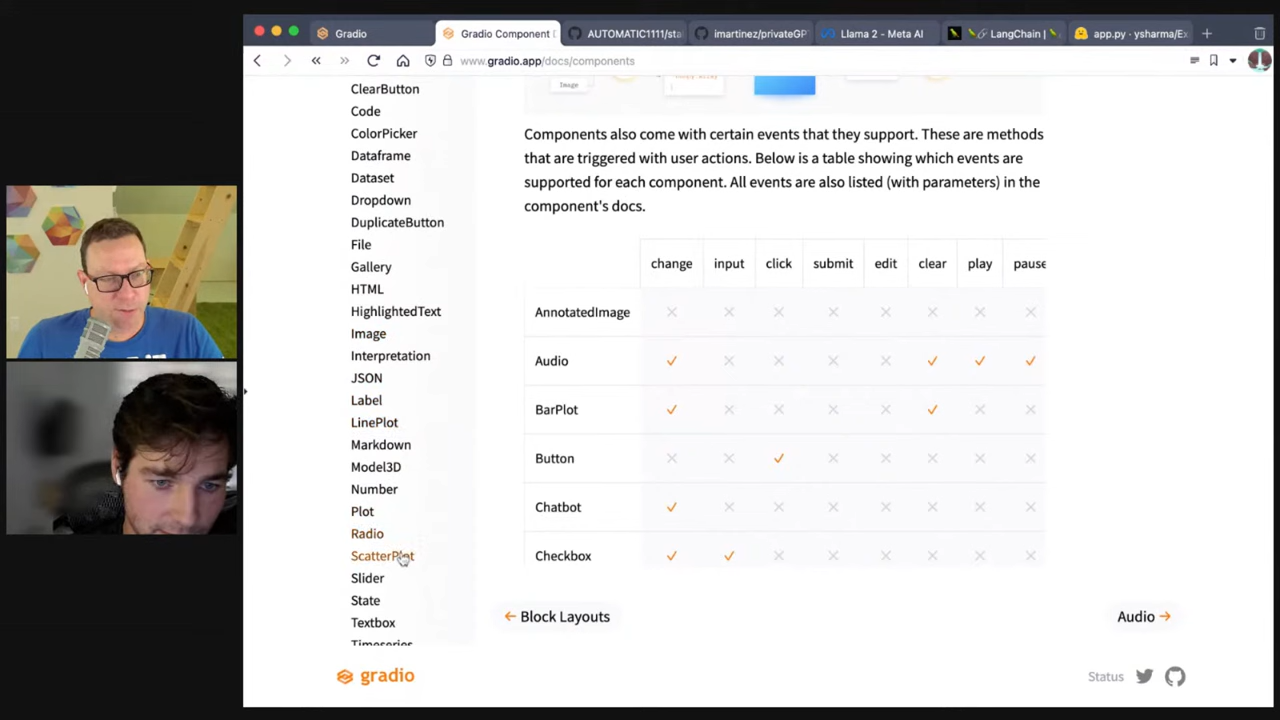 Gradio
Gradio Component
AUTOMATIC1111/sta
imartinez/privateGP
Llama 2 - Meta AI
LangChain |
app.py · ysharma/Ex
www.gradio.app/docs/components
ClearButton
Code
ColorPicker
Dataframe
Dataset
Dropdown
DuplicateButton
File
Gallery
HTML
HighlightedText
Image
Interpretation
JSON
Label
LinePlot
Markdown
Model3D
Number
Plot
Radio
ScatterPlot
Slider
State
Textbox
Timeseries
Image
Components also come with certain events that they support. These are methods
that are triggered with user actions. Below is a table showing which events are
supported for each component. All events are also listed (with parameters) in the
component's docs.
change input click submit edit clear play pause
AnnotatedImage
Audio
BarPlot
Button
Chatbot
Checkbox
← Block Layouts
Audio →
gradio
Status